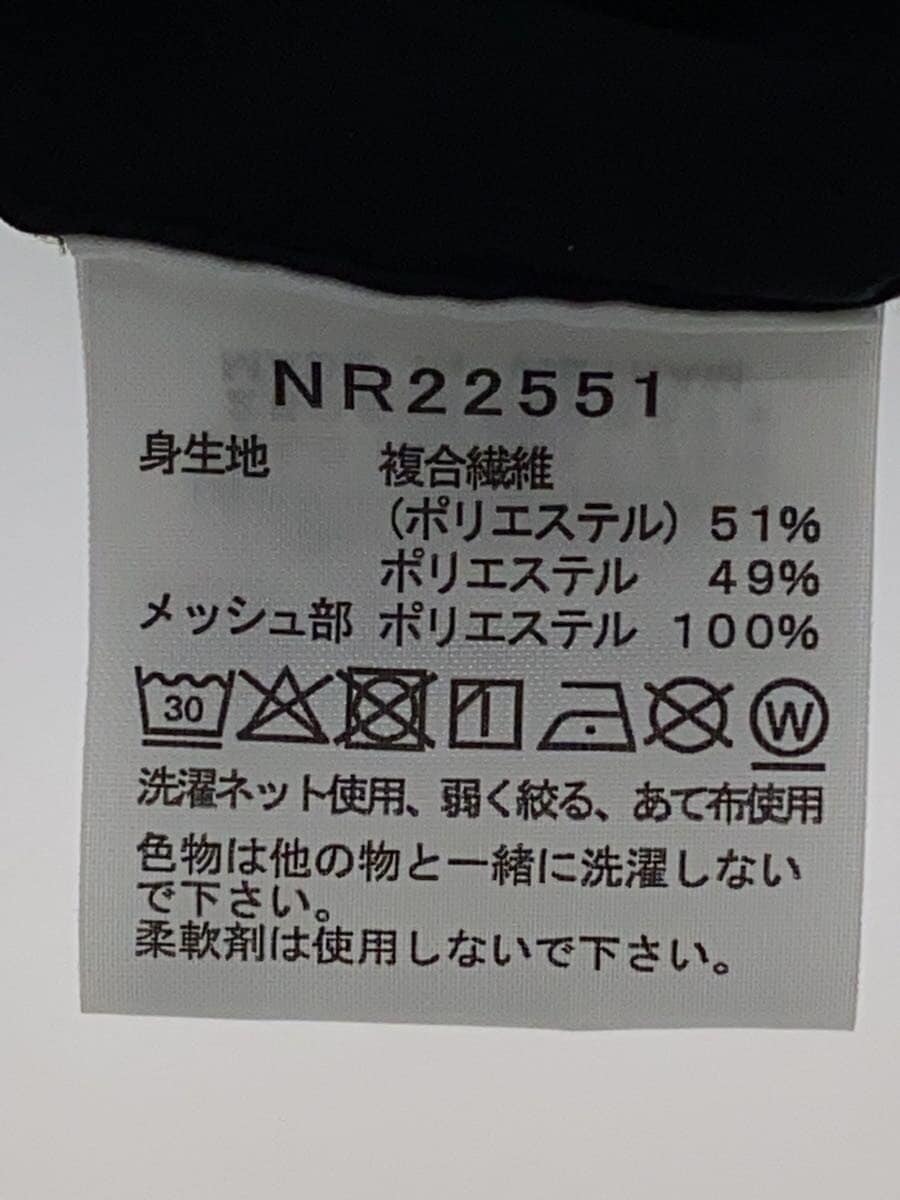 NR22551
身生地 複合繊維
(ポリエステル) 51%
ポリエステル 49%
メッシュ部 ポリエステル 100%
30 W
洗濯ネット使用、弱く絞る、あて布使用
色物は他の物と一緒に洗濯しない
で下さい。
柔軟剤は使用しないで下さい。